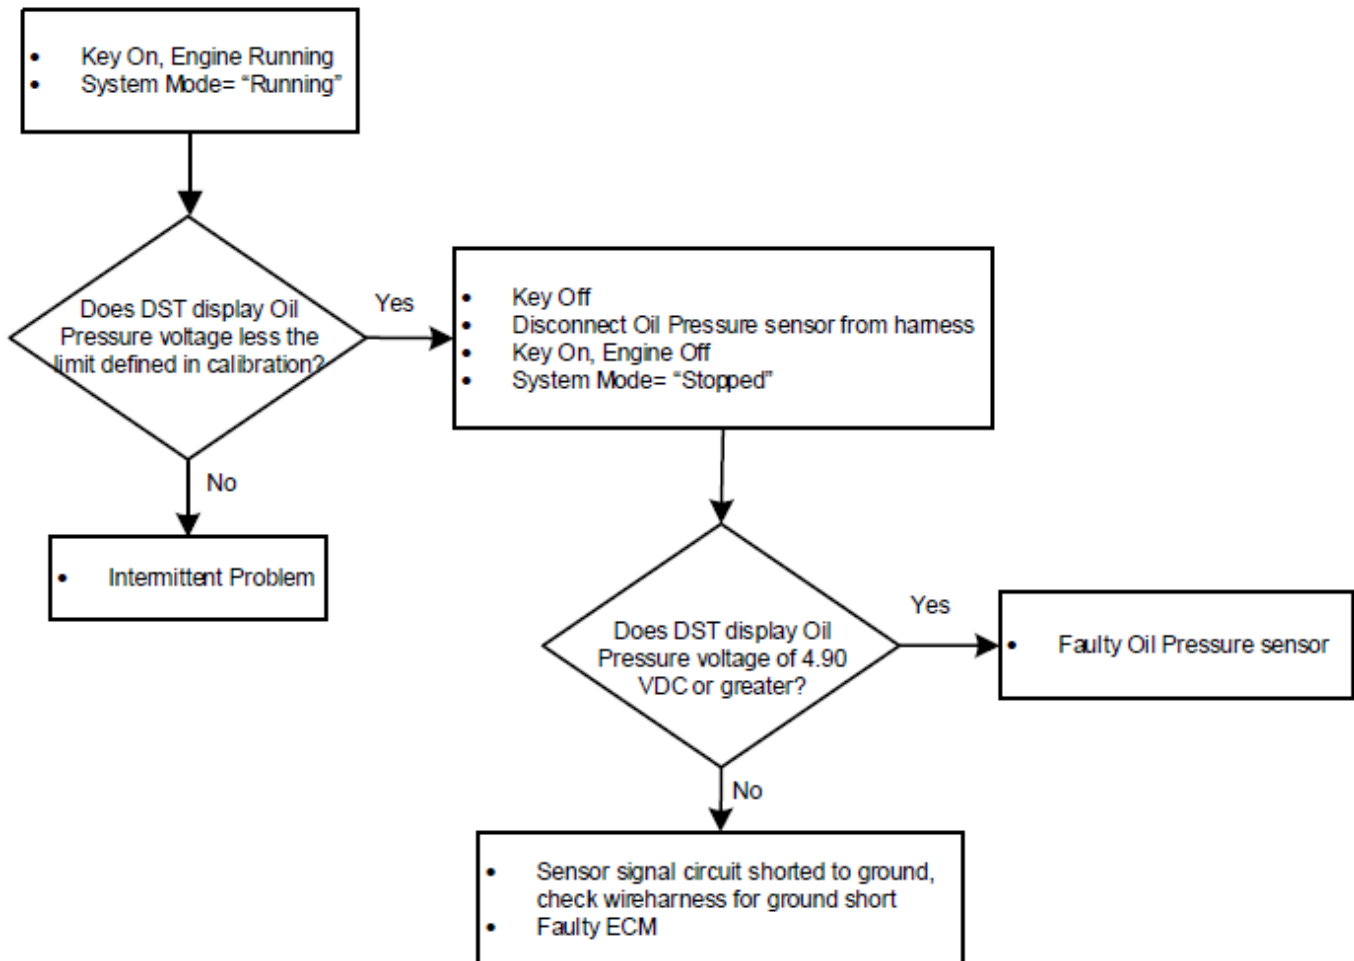 • Key On, Engine Running
• System Mode= “Running”
Does DST display Oil
Pressure voltage less the
limit defined in calibration?
Yes
• Key Off
• Disconnect Oil Pressure sensor from harness
• Key On, Engine Off
• System Mode= “Stopped”
No
• Intermittent Problem
Does DST display Oil
Pressure voltage of 4.90
VDC or greater?
Yes
• Faulty Oil Pressure sensor
No
• Sensor signal circuit shorted to ground,
check wireharness for ground short
• Faulty ECM